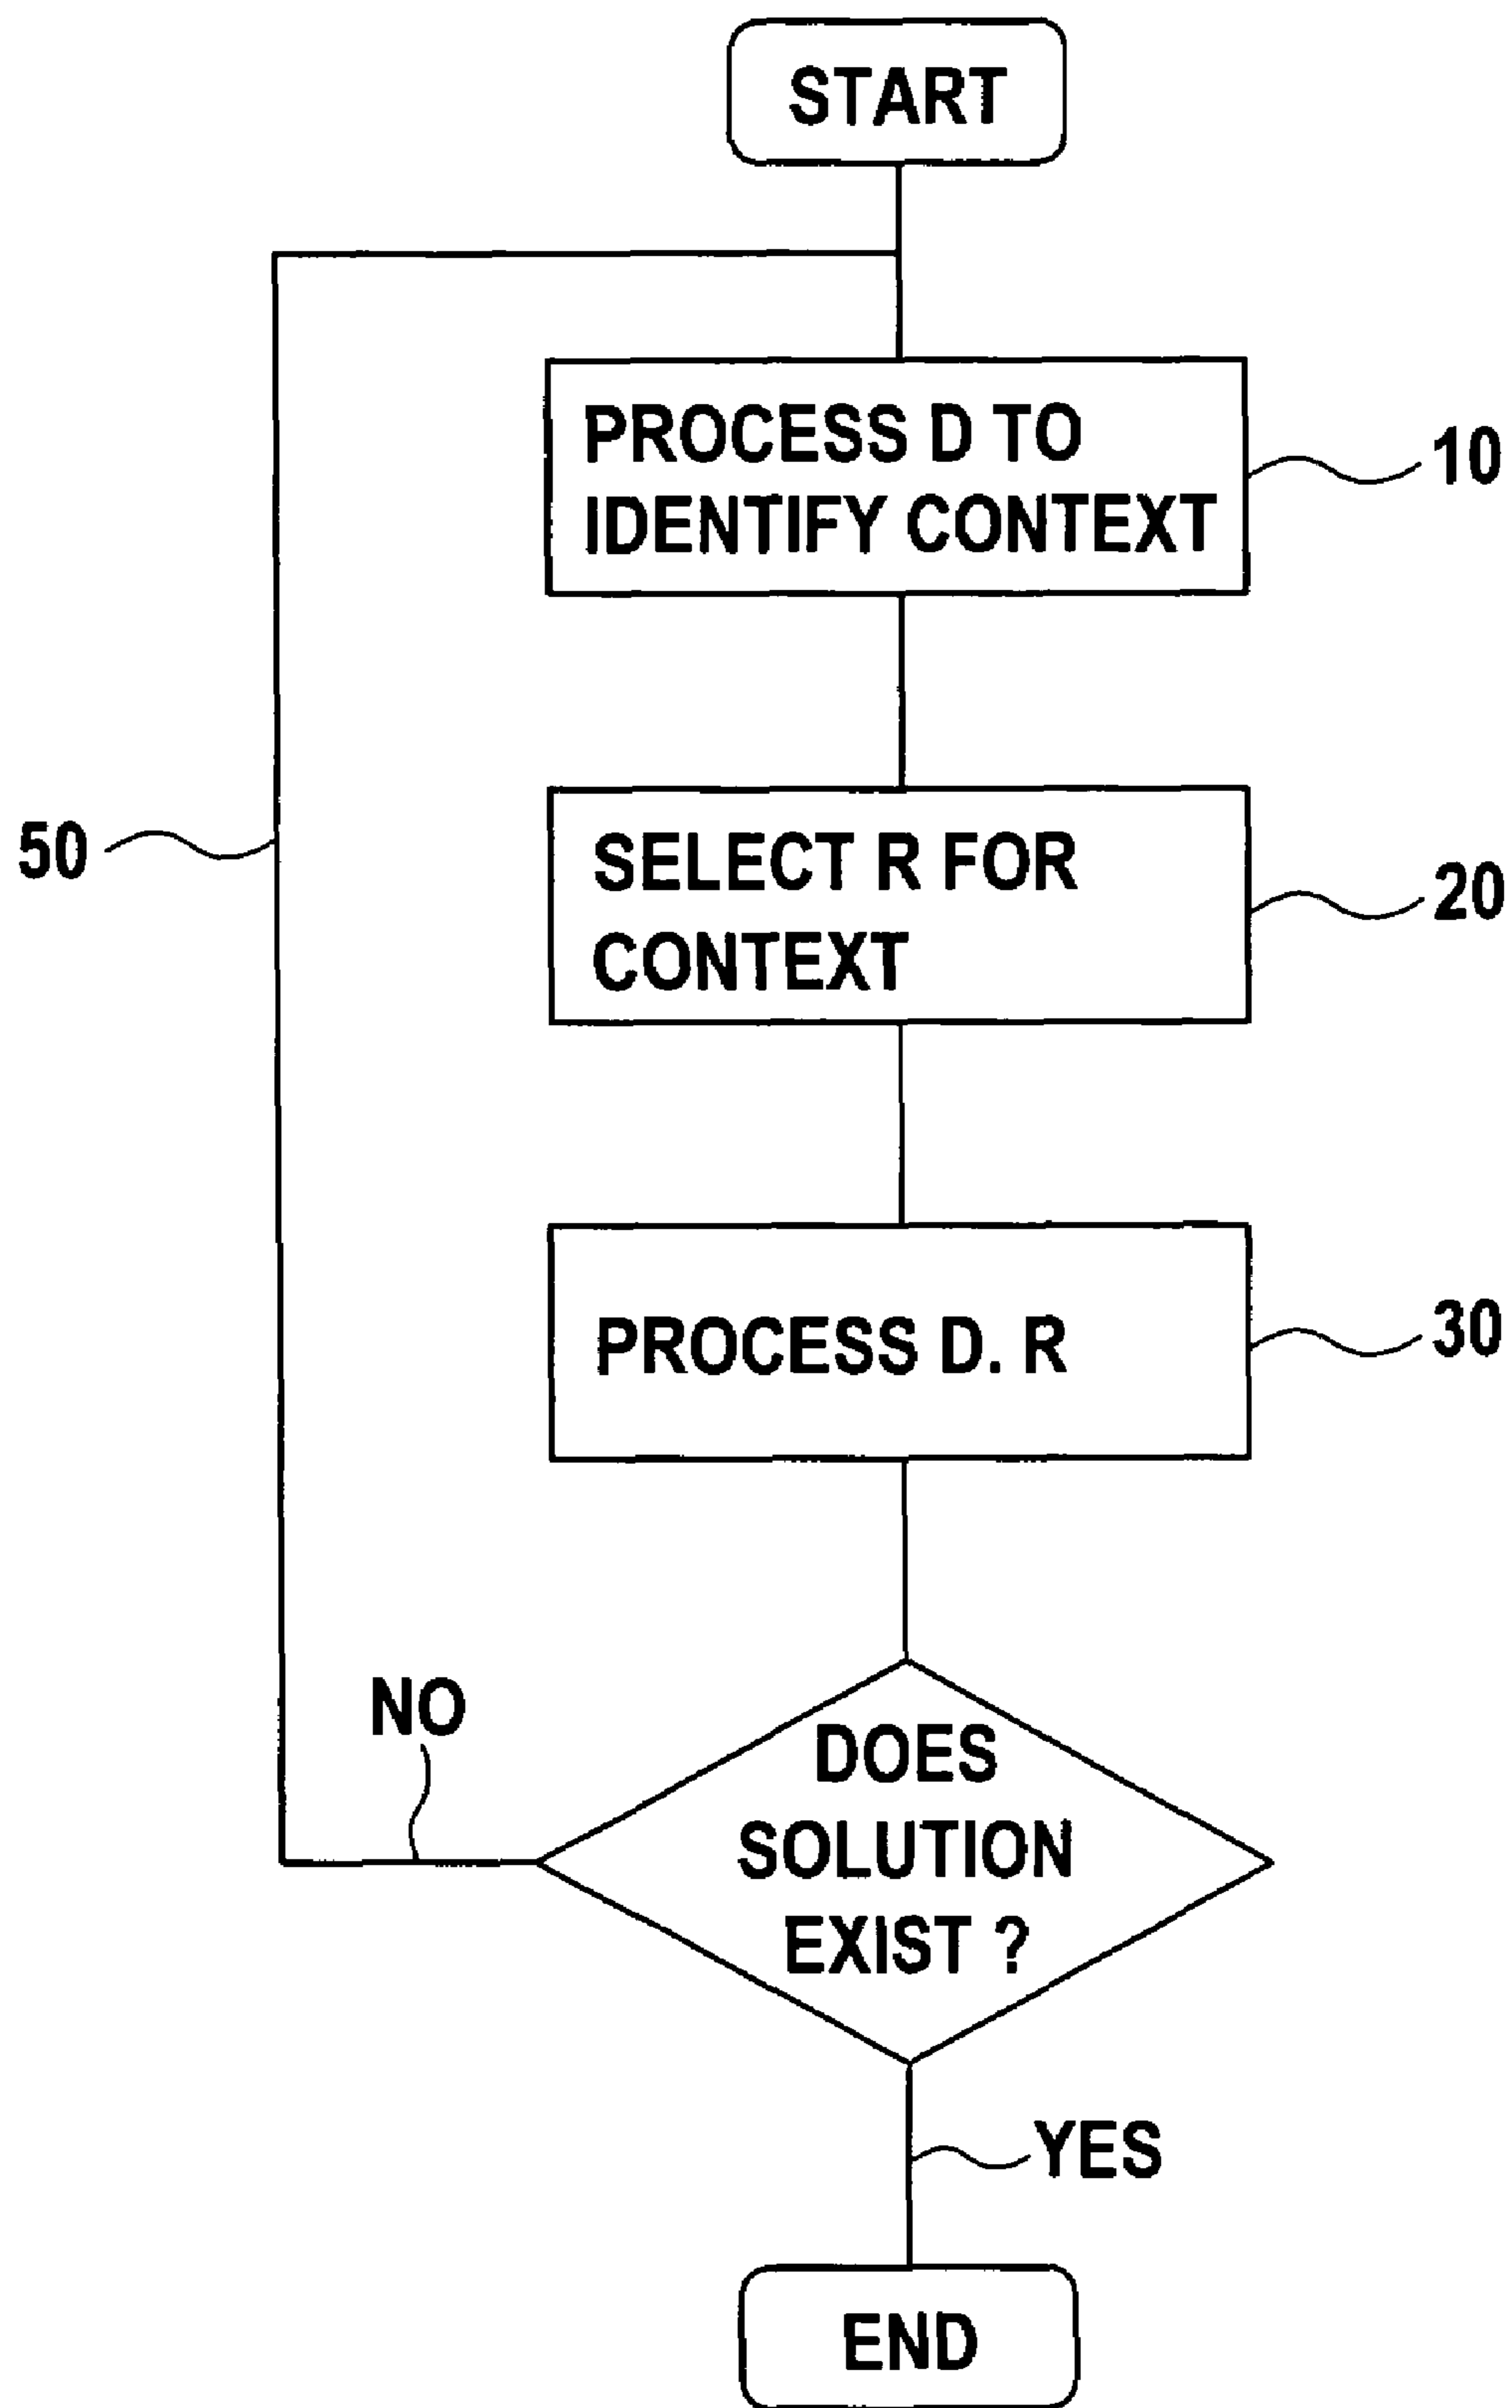 START
PROCESS D TO
IDENTIFY CONTEXT
10
SELECT R FOR
CONTEXT
20
50
PROCESS D. R
30
NO
DOES
SOLUTION
EXIST ?
YES
END